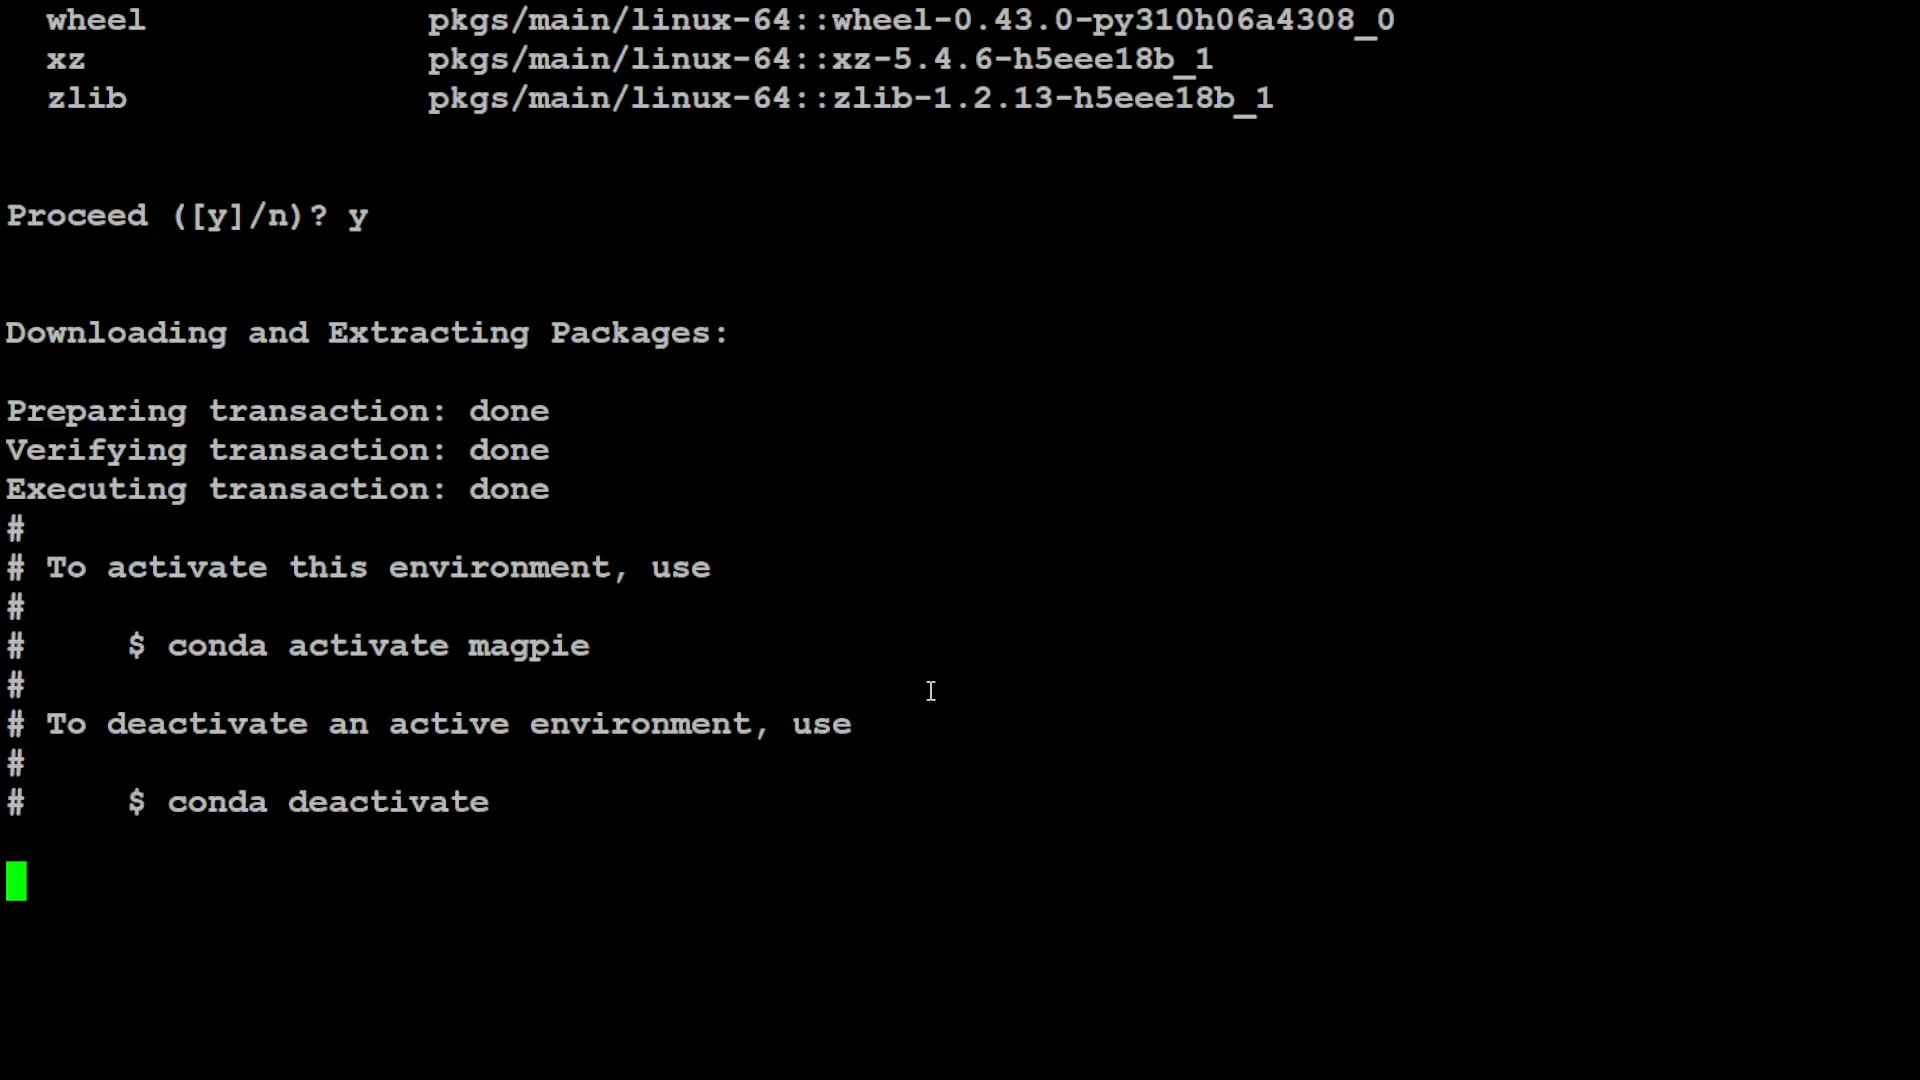 wheel pkgs/main/linux-64::wheel-0.43.0-py310h06a4308_0
xz pkgs/main/linux-64::xz-5.4.6-h5eee18b_1
zlib pkgs/main/linux-64::zlib-1.2.13-h5eee18b_1
Proceed ([y]/n)? y
Downloading and Extracting Packages:
Preparing transaction: done
Verifying transaction: done
Executing transaction: done
#
# To activate this environment, use
#
# $ conda activate magpie
#
# To deactivate an active environment, use
#
# $ conda deactivate